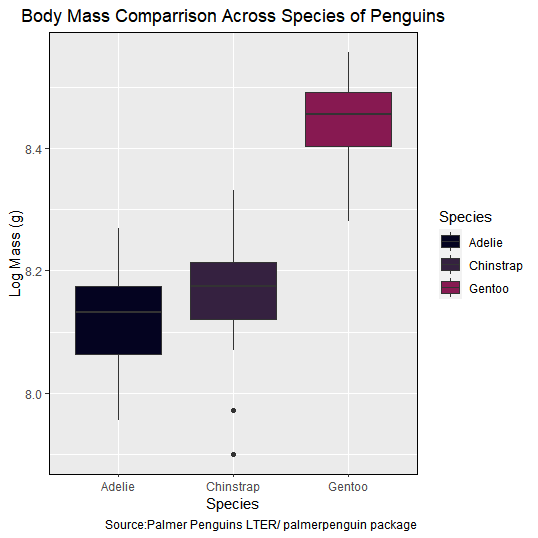 Body Mass Comparrison Across Species of Penguins
Log Mass (g)
8.4
8.2
8.0
Adelie Chinstrap Gentoo
Species
Source:Palmer Penguins LTER/ palmerpenguin package
Species
Adelie
Chinstrap
Gentoo